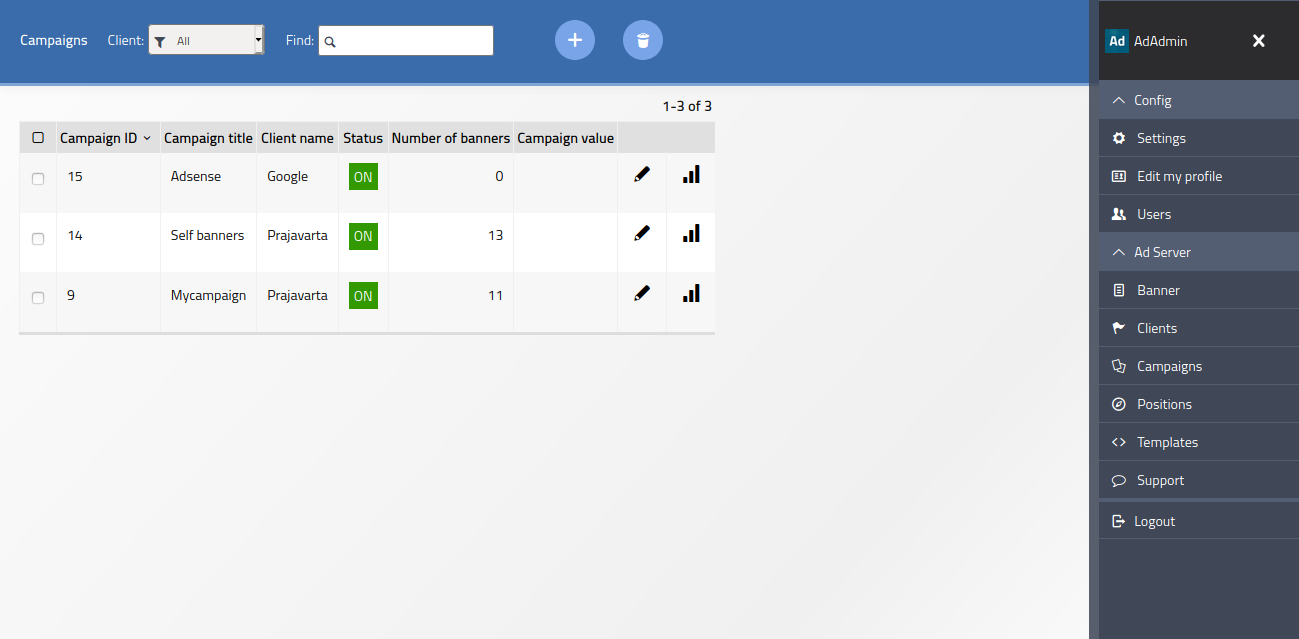 Campaigns Client: All Find:
1-3 of 3
Campaign ID Campaign title Client name Status Number of banners Campaign value
15 Adsense Google ON 0
14 Self banners Prajavarta ON 13
9 Mycampaign Prajavarta ON 11
Ad AdAdmin
Config
Settings
Edit my profile
Users
Ad Server
Banner
Clients
Campaigns
Positions
Templates
Support
Logout